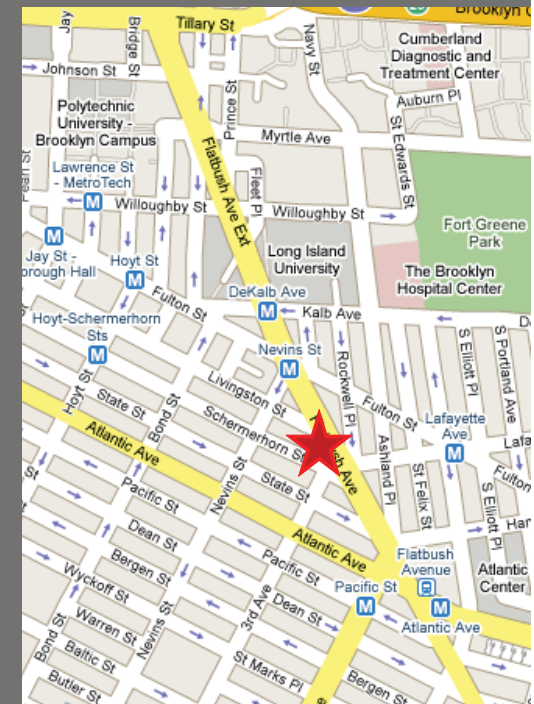 Brooklyn
Jay
Bridge St
Tillary St
Navy St
Cumberland
Diagnostic and
Treatment Center
Johnson St
Prince St
Auburn Pl
Polytechnic
University -
Brooklyn Campus
Myrtle Ave
St Edwards St
Pearl St
Lawrence St
- MetroTech
M
Flatbush Ave Ext
Fleet Pl
Willoughby St
Willoughby St
Fort Greene
Park
M
Jay St -
orough Hall
Hoyt St
M
Long Island
University
The Brooklyn
Hospital Center
Fulton St
DeKalb Ave
M
Kalb Ave
D
Hoyt-Schermerhorn
Sts
M
Nevins St
M
Rockwell Pl
S Elliott Pl
S Portland Ave
Hoyt St
State St
Bond St
Livingston St
Fulton St
Lafayette
Ave
M
Lafa
Atlantic Ave
Schermerhorn St
sh Ave
Ashland Pl
St Felix St
Fulton
Nevins St
State St
S Elliott Pl
Pacific St
Han
Dean St
Atlantic Ave
Bergen St
Pacific St
Flatbush
Avenue
Atlantic
Center
Wyckoff St
Pacific St
M
M
Atlantic Ave
3rd Ave
Dean St
Warren St
Nevins St
Bond St
Baltic St
St Marks Pl
Butler St
Bergen St